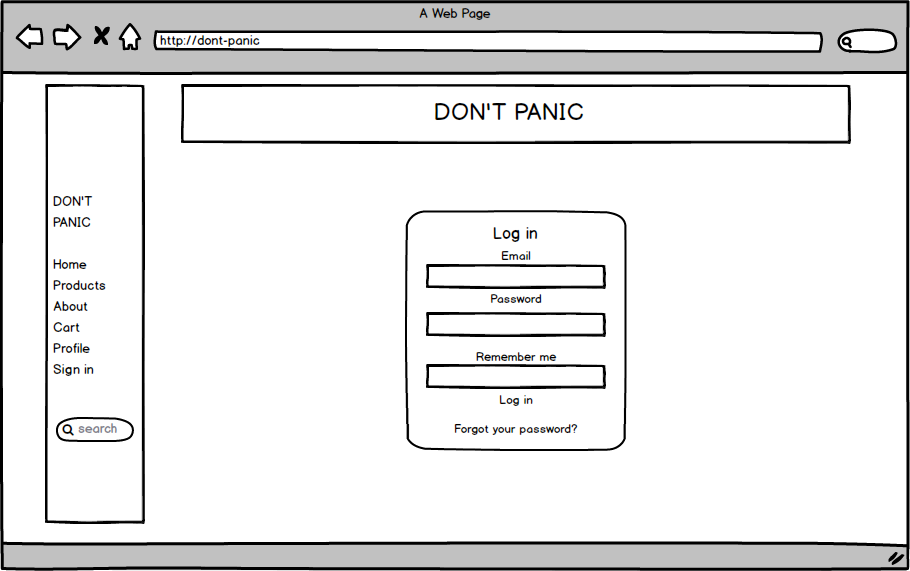 A Web Page
http://dont-panic
DON'T PANIC
DON'T
PANIC
Home
Products
About
Cart
Profile
Sign in
search
Log in
Email
Password
Remember me
Log in
Forgot your password?